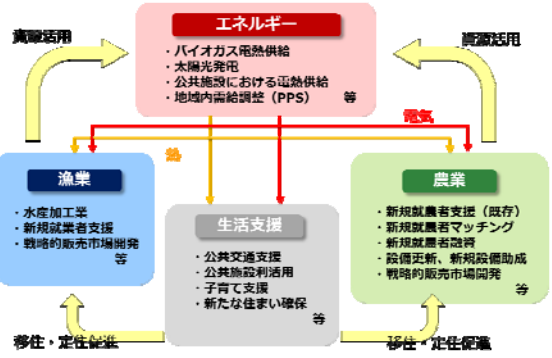 エネルギー
資源活用
・バイオガス電熱供給
・太陽光発電
・公共施設における電熱供給
・地域内需給調整（PPS） 等
資源活用
電気
熱
漁業
・水産加工業
・新規就業者支援
・戦略的販売市場開発
等
生活支援
・公共交通支援
・公共施設利活用
・子育て支援
・新たな住まい確保
等
農業
・新規就農者支援（既存）
・新規就農者マッチング
・新規就農者融資
・設備更新、新規設備助成
・戦略的販売市場開発
等
移住・定住促進
移住・定住促進